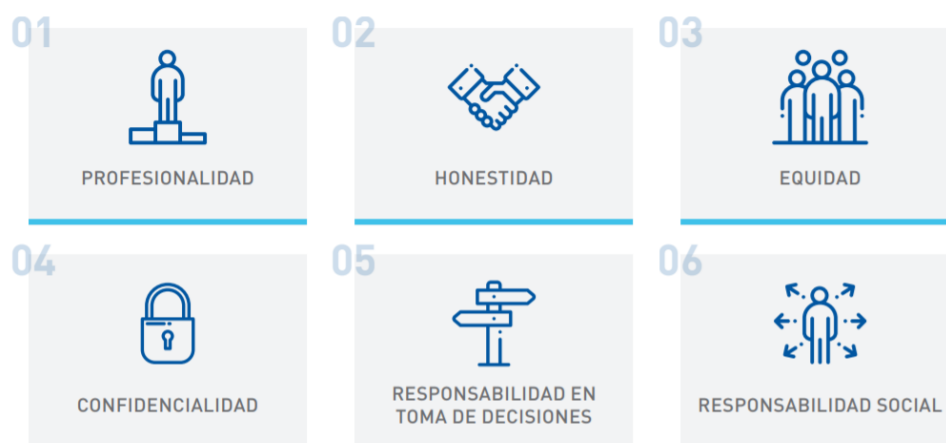 01
PROFESIONALIDAD
02
HONESTIDAD
03
EQUIDAD
04
CONFIDENCIALIDAD
05
RESPONSABILIDAD EN
TOMA DE DECISIONES
06
RESPONSABILIDAD SOCIAL